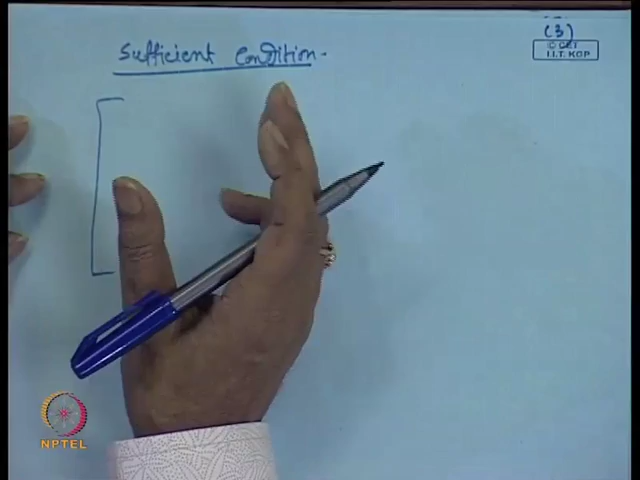 (3)
© CET
I.I.T. KGP
Sufficient Condition.
NPTEL